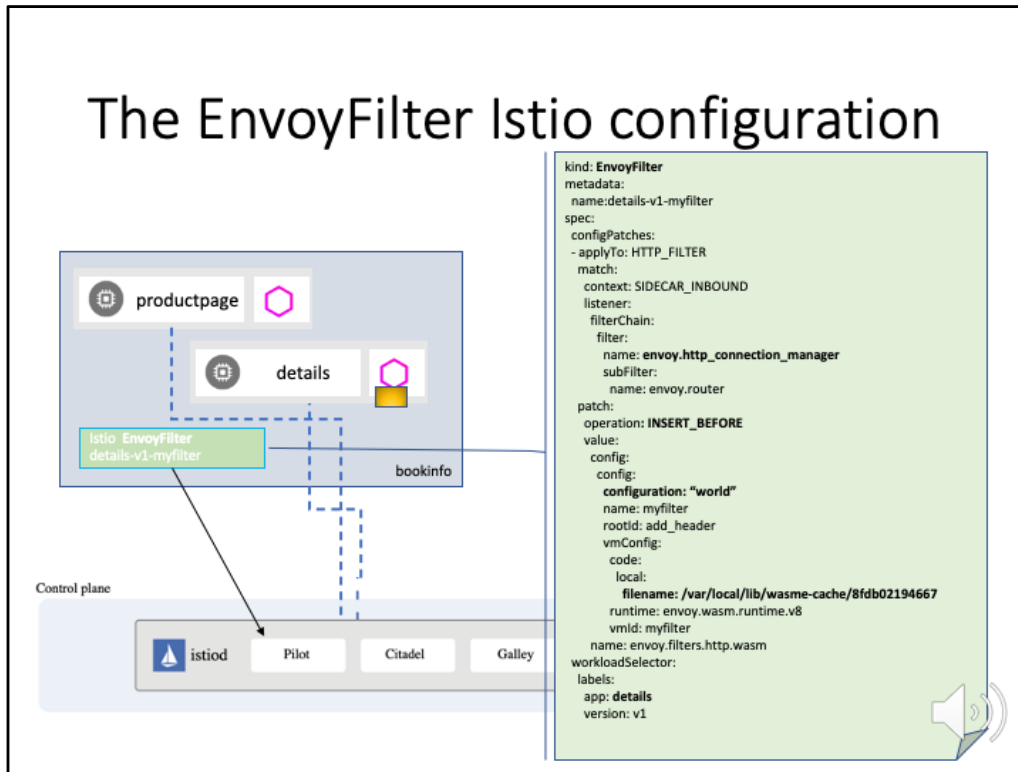 The EnvoyFilter Istio configuration
productpage
details
Istio EnvoyFilter
details-v1-myfilter
bookinfo
Control plane
istiod
Pilot
Citadel
Galley
kind: EnvoyFilter
metadata:
name:details-v1-myfilter
spec:
configPatches:
- applyTo: HTTP_FILTER
match:
context: SIDECAR_INBOUND
listener:
filterChain:
filter:
name: envoy.http_connection_manager
subFilter:
name: envoy.router
patch:
operation: INSERT_BEFORE
value:
config:
config:
configuration: “world”
name: myfilter
rootId: add_header
vmConfig:
code:
local:
filename: /var/local/lib/wasme-cache/8fdb02194667
runtime: envoy.wasm.runtime.v8
vmId: myfilter
name: envoy.filters.http.wasm
workloadSelector:
labels:
app: details
version: v1